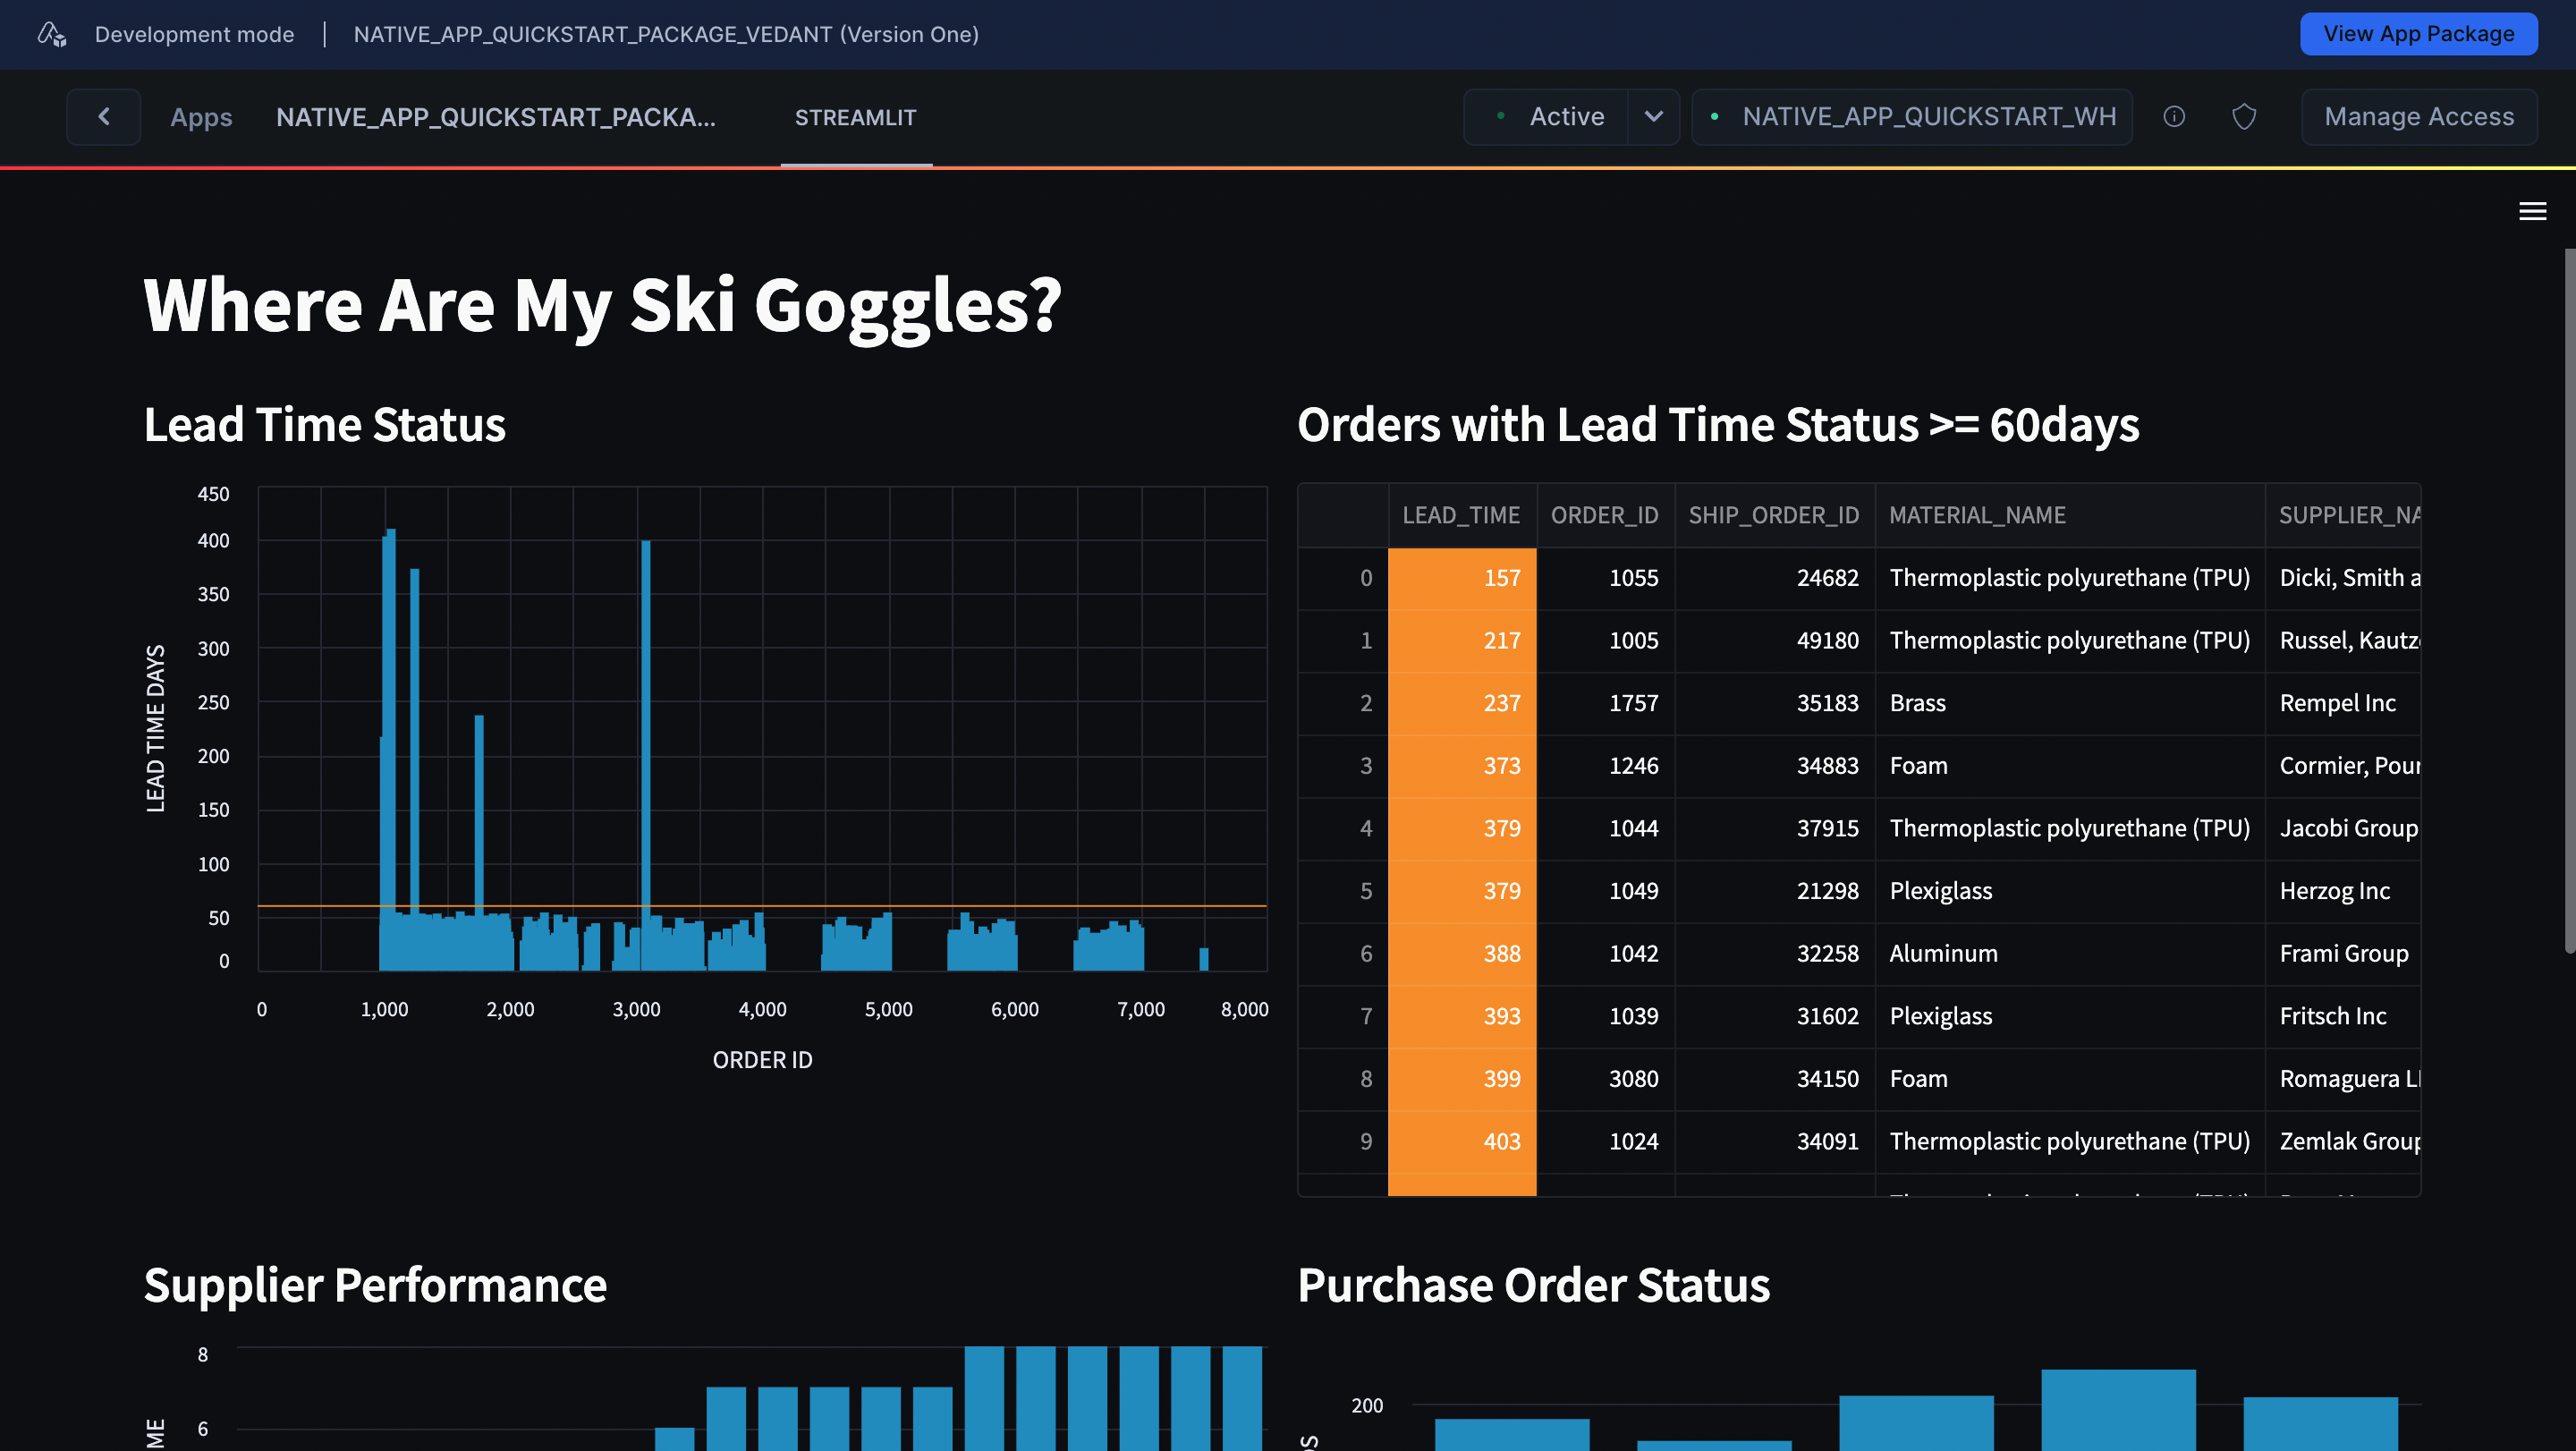 Development mode | NATIVE_APP_QUICKSTART_PACKAGE_VEDANT (Version One)
View App Package
Apps NATIVE_APP_QUICKSTART_PACKA... STREAMLIT
Active
NATIVE_APP_QUICKSTART_WH
Manage Access
Where Are My Ski Goggles?
Lead Time Status
450
400
350
300
250
200
150
100
50
0
LEAD TIME DAYS
0 1,000 2,000 3,000 4,000 5,000 6,000 7,000 8,000
ORDER ID
Orders with Lead Time Status >= 60days
LEAD_TIME ORDER_ID SHIP_ORDER_ID MATERIAL_NAME SUPPLIER_NA
0 157 1055 24682 Thermoplastic polyurethane (TPU) Dicki, Smith a
1 217 1005 49180 Thermoplastic polyurethane (TPU) Russel, Kautz
2 237 1757 35183 Brass Rempel Inc
3 373 1246 34883 Foam Cormier, Pour
4 379 1044 37915 Thermoplastic polyurethane (TPU) Jacobi Group
5 379 1049 21298 Plexiglass Herzog Inc
6 388 1042 32258 Aluminum Frami Group
7 393 1039 31602 Plexiglass Fritsch Inc
8 399 3080 34150 Foam Romaguera L
9 403 1024 34091 Thermoplastic polyurethane (TPU) Zemlak Group
Supplier Performance
8
6
ME
Purchase Order Status
200